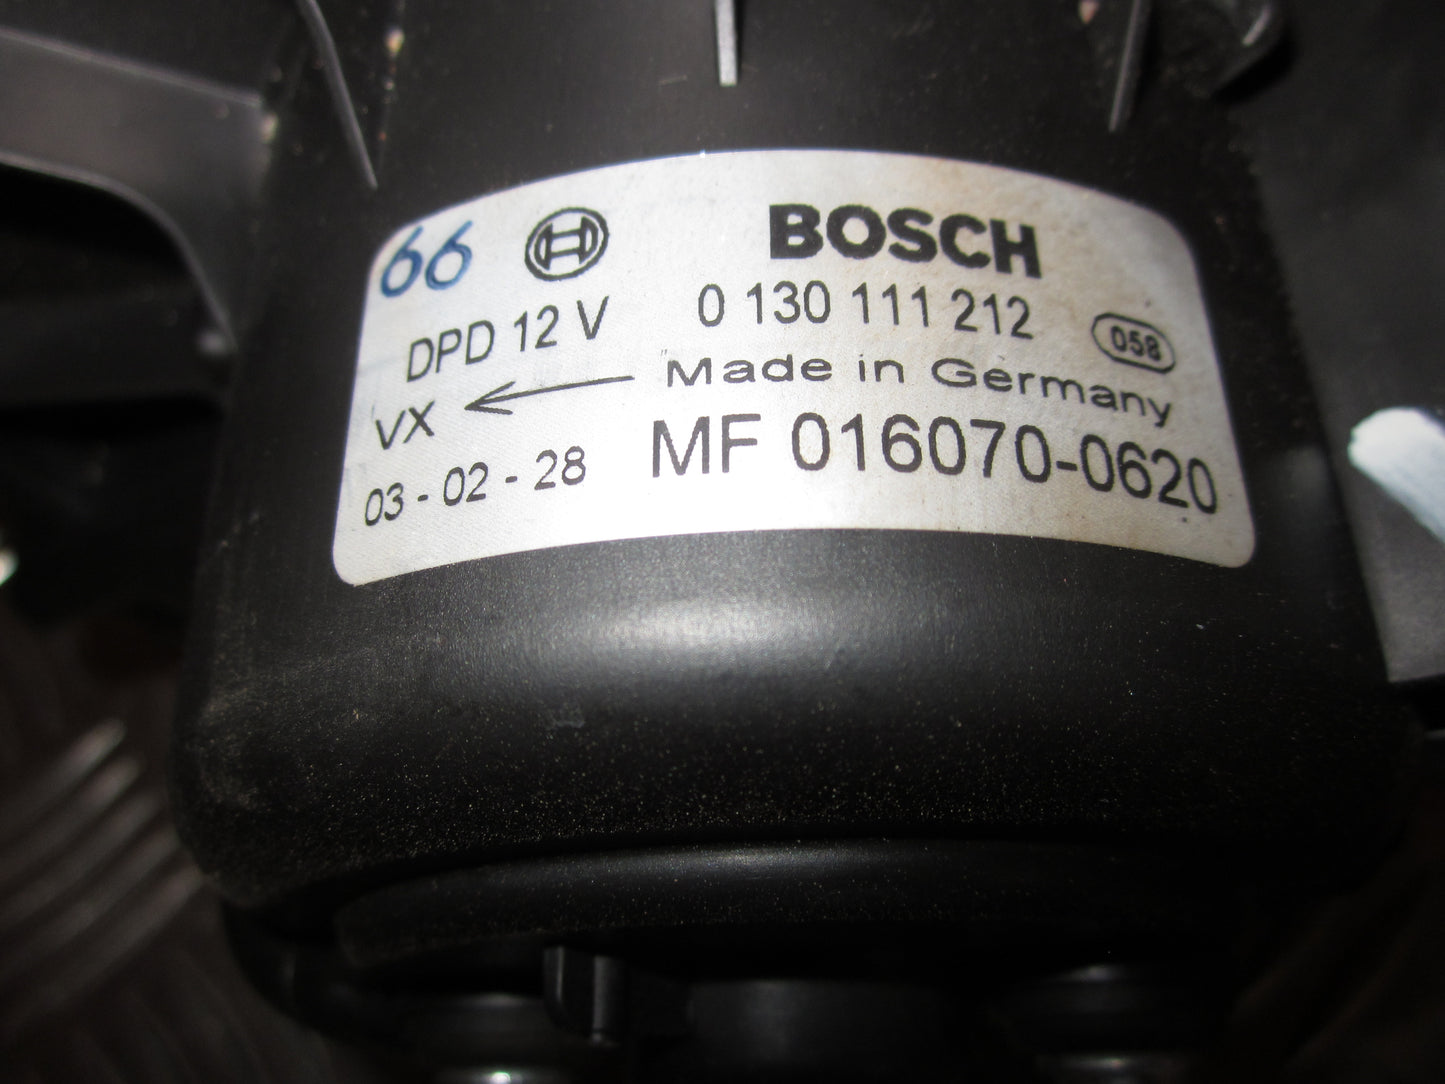 66 BOSCH
DPD 12 V 0 130 111 212 058
VX Made in Germany
03 - 02 - 28 MF 016070-0620